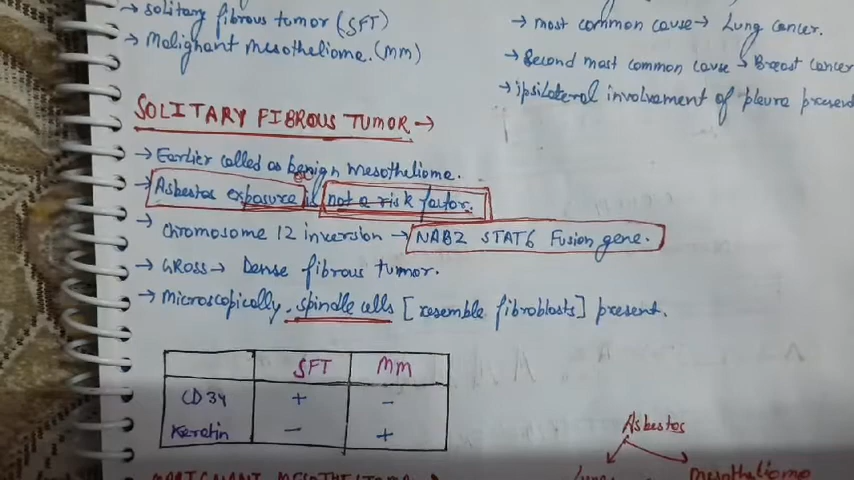 → solitary fibrous tumor (SFT)
→ Malignant mesothelioma. (MM)
→ most common cause → Lung cancer.
→ Second most common cause → Breast cancer
→ ipsilateral involvement of pleura present
SOLITARY FIBROUS TUMOR →
→ Earlier called as benign mesothelioma.
→ Asbestos exposure is not a risk factor.
→ Chromosome 12 inversion → NAB2 STAT6 Fusion gene.
→ GROSS → Dense fibrous tumor.
→ Microscopically. spindle cells [resemble fibroblasts] present.
SFT MM
CD34 + −
Keratin − +
Asbestos
Mesothelioma
MALIGNANT MESOTHELIOMA →